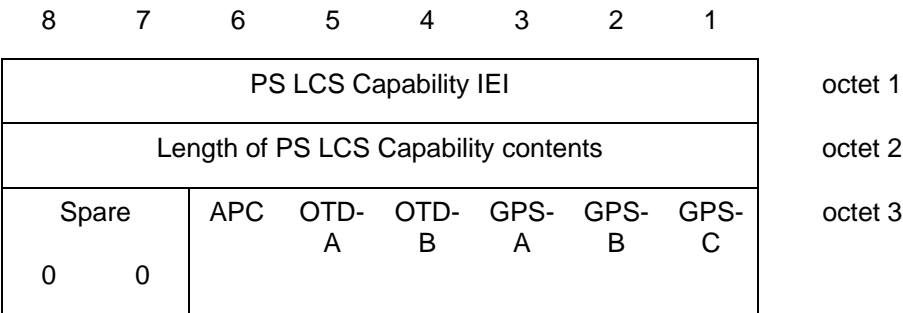 8 7 6 5 4 3 2 1
PS LCS Capability IEI octet 1
Length of PS LCS Capability contents octet 2
Spare APC OTD- OTD- GPS- GPS- GPS- octet 3
A B A B C
0 0